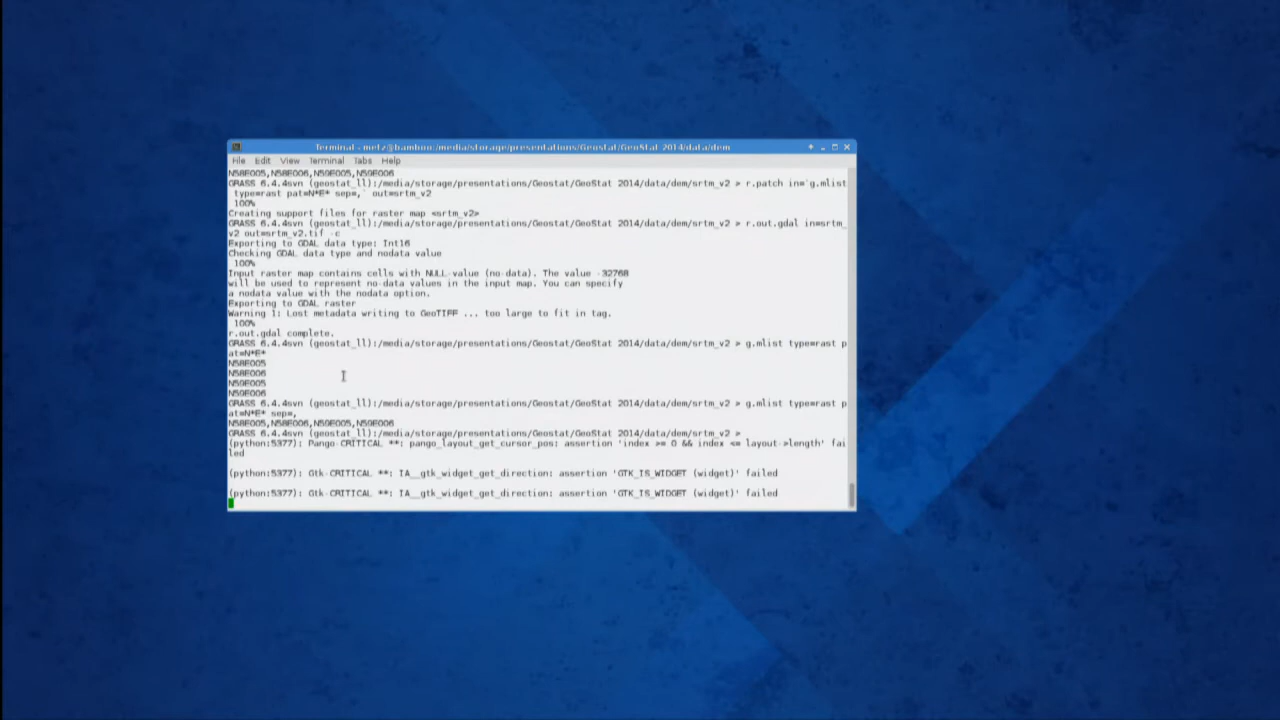 Terminal - metz@bamboo:/media/storage/presentations/Geostat/GeoStat 2014/data/dem
File Edit View Terminal Tabs Help
N58E005,N58E006,N59E005,N59E006
GRASS 6.4.4svn (geostat_ll):/media/storage/presentations/Geostat/GeoStat 2014/data/dem/srtm_v2 > r.patch in=`g.mlist
type=rast pat=N*E* sep=,` out=srtm_v2
100%
Creating support files for raster map <srtm_v2>
GRASS 6.4.4svn (geostat_ll):/media/storage/presentations/Geostat/GeoStat 2014/data/dem/srtm_v2 > r.out.gdal in=srtm_
v2 out=srtm_v2.tif -c
Exporting to GDAL data type: Int16
Checking GDAL data type and nodata value
100%
Input raster map contains cells with NULL-value (no-data). The value -32768
will be used to represent no-data values in the input map. You can specify
a nodata value with the nodata option.
Exporting to GDAL raster
Warning 1: Lost metadata writing to GeoTIFF ... too large to fit in tag.
100%
r.out.gdal complete.
GRASS 6.4.4svn (geostat_ll):/media/storage/presentations/Geostat/GeoStat 2014/data/dem/srtm_v2 > g.mlist type=rast p
at=N*E*
N58E005
N58E006
N59E005
N59E006
GRASS 6.4.4svn (geostat_ll):/media/storage/presentations/Geostat/GeoStat 2014/data/dem/srtm_v2 > g.mlist type=rast p
at=N*E* sep=,
N58E005,N58E006,N59E005,N59E006
GRASS 6.4.4svn (geostat_ll):/media/storage/presentations/Geostat/GeoStat 2014/data/dem/srtm_v2 >
(python:5377): Pango-CRITICAL **: pango_layout_get_cursor_pos: assertion 'index >= 0 && index <= layout->length' fai
led
(python:5377): Gtk-CRITICAL **: IA__gtk_widget_get_direction: assertion 'GTK_IS_WIDGET (widget)' failed
(python:5377): Gtk-CRITICAL **: IA__gtk_widget_get_direction: assertion 'GTK_IS_WIDGET (widget)' failed